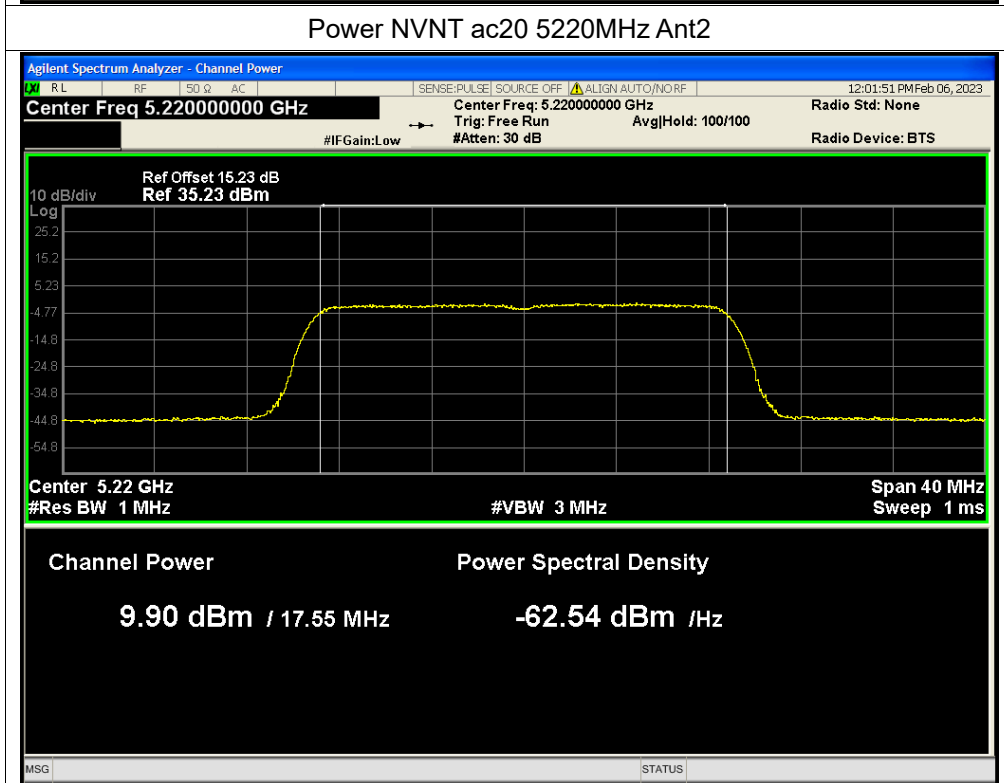 Power NVNT ac20 5220MHz Ant2
Agilent Spectrum Analyzer - Channel Power
LXI RL RF 50 Ω AC SENSE:PULSE SOURCE OFF ALIGN AUTO/NO RF 12:01:51 PM Feb 06, 2023
Center Freq 5.220000000 GHz Center Freq: 5.220000000 GHz Radio Std: None
Trig: Free Run Avg|Hold: 100/100
#IFGain:Low #Atten: 30 dB Radio Device: BTS
Ref Offset 15.23 dB
10 dB/div Ref 35.23 dBm
Log
25.2
15.2
5.23
-4.77
-14.8
-24.8
-34.8
-44.8
-54.8
Center 5.22 GHz Span 40 MHz
#Res BW 1 MHz #VBW 3 MHz Sweep 1 ms
Channel Power Power Spectral Density
9.90 dBm / 17.55 MHz -62.54 dBm /Hz
MSG STATUS